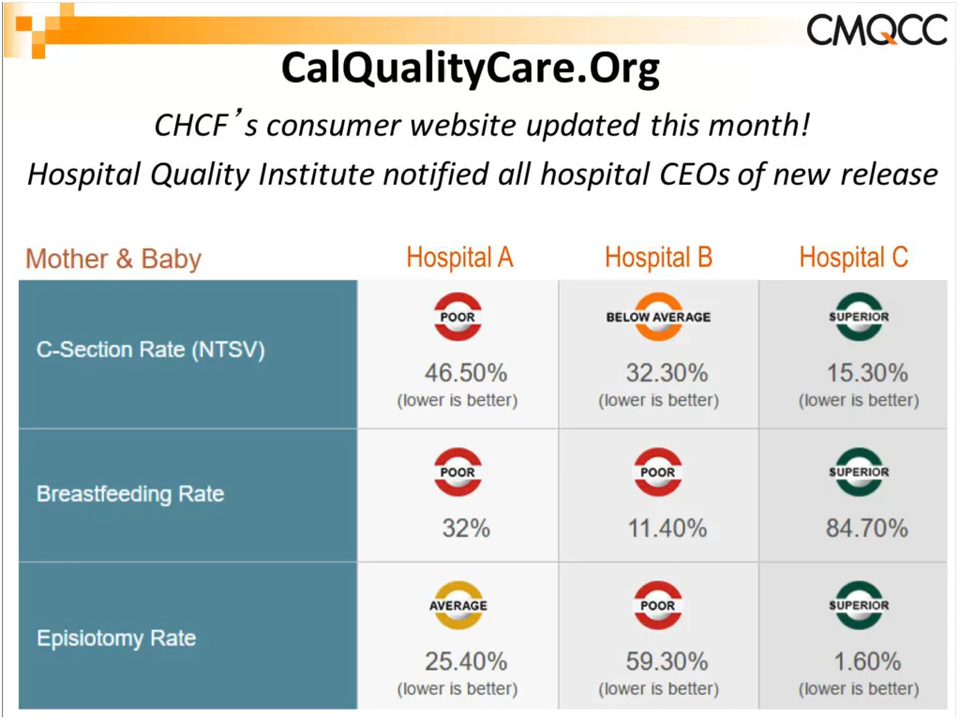 CMQCC
CalQualityCare.Org
CHCF’s consumer website updated this month!
Hospital Quality Institute notified all hospital CEOs of new release
Mother & Baby Hospital A Hospital B Hospital C
POOR BELOW AVERAGE SUPERIOR
C-Section Rate (NTSV)
46.50% 32.30% 15.30%
(lower is better) (lower is better) (lower is better)
POOR POOR SUPERIOR
Breastfeeding Rate
32% 11.40% 84.70%
AVERAGE POOR SUPERIOR
Episiotomy Rate
25.40% 59.30% 1.60%
(lower is better) (lower is better) (lower is better)